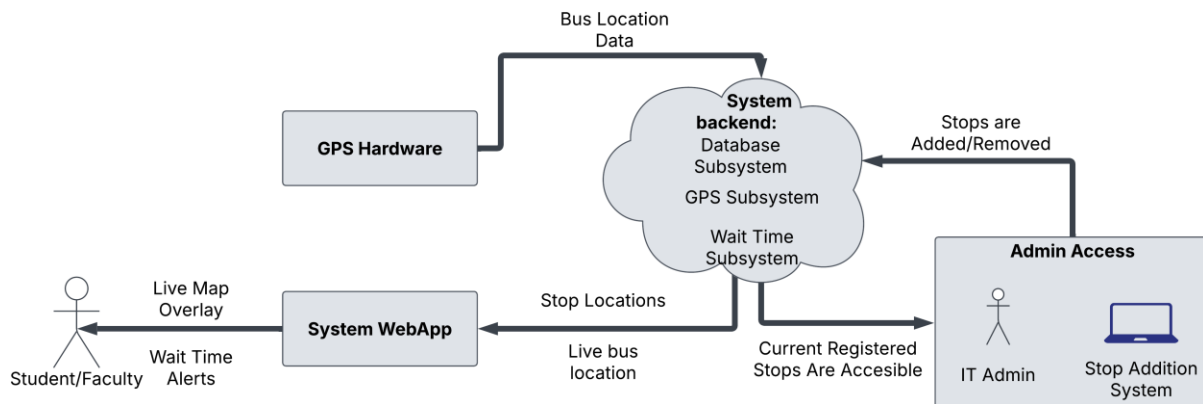 Bus Location
Data
GPS Hardware
System
backend:
Database
Subsystem
GPS Subsystem
Wait Time
Subsystem
Stops are
Added/Removed
Admin Access
IT Admin
Stop Addition
System
Current Registered
Stops Are Accesible
Stop Locations
Live bus
location
System WebApp
Live Map
Overlay
Wait Time
Alerts
Student/Faculty